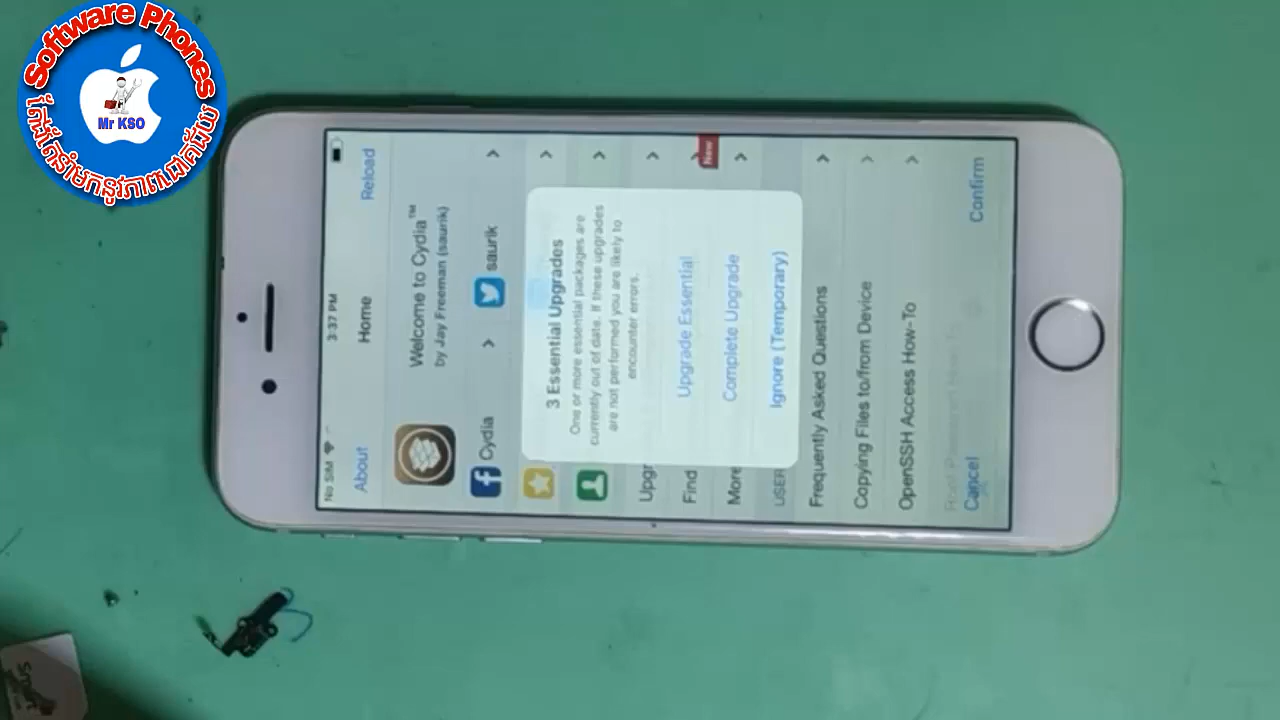 Software Phones
Mr KSO
No SIM
3:37 PM
About
Home
Reload
Welcome to Cydia™
by Jay Freeman (saurik)
Cydia
saurik
3 Essential Upgrades
One or more essential packages are
currently out of date. If these upgrades
are not performed you are likely to
encounter errors.
Upgrade Essential
Complete Upgrade
Ignore (Temporary)
Upgr
Find
New
More
USER
Frequently Asked Questions
Copying Files to/from Device
OpenSSH Access How-To
Cancel
Confirm